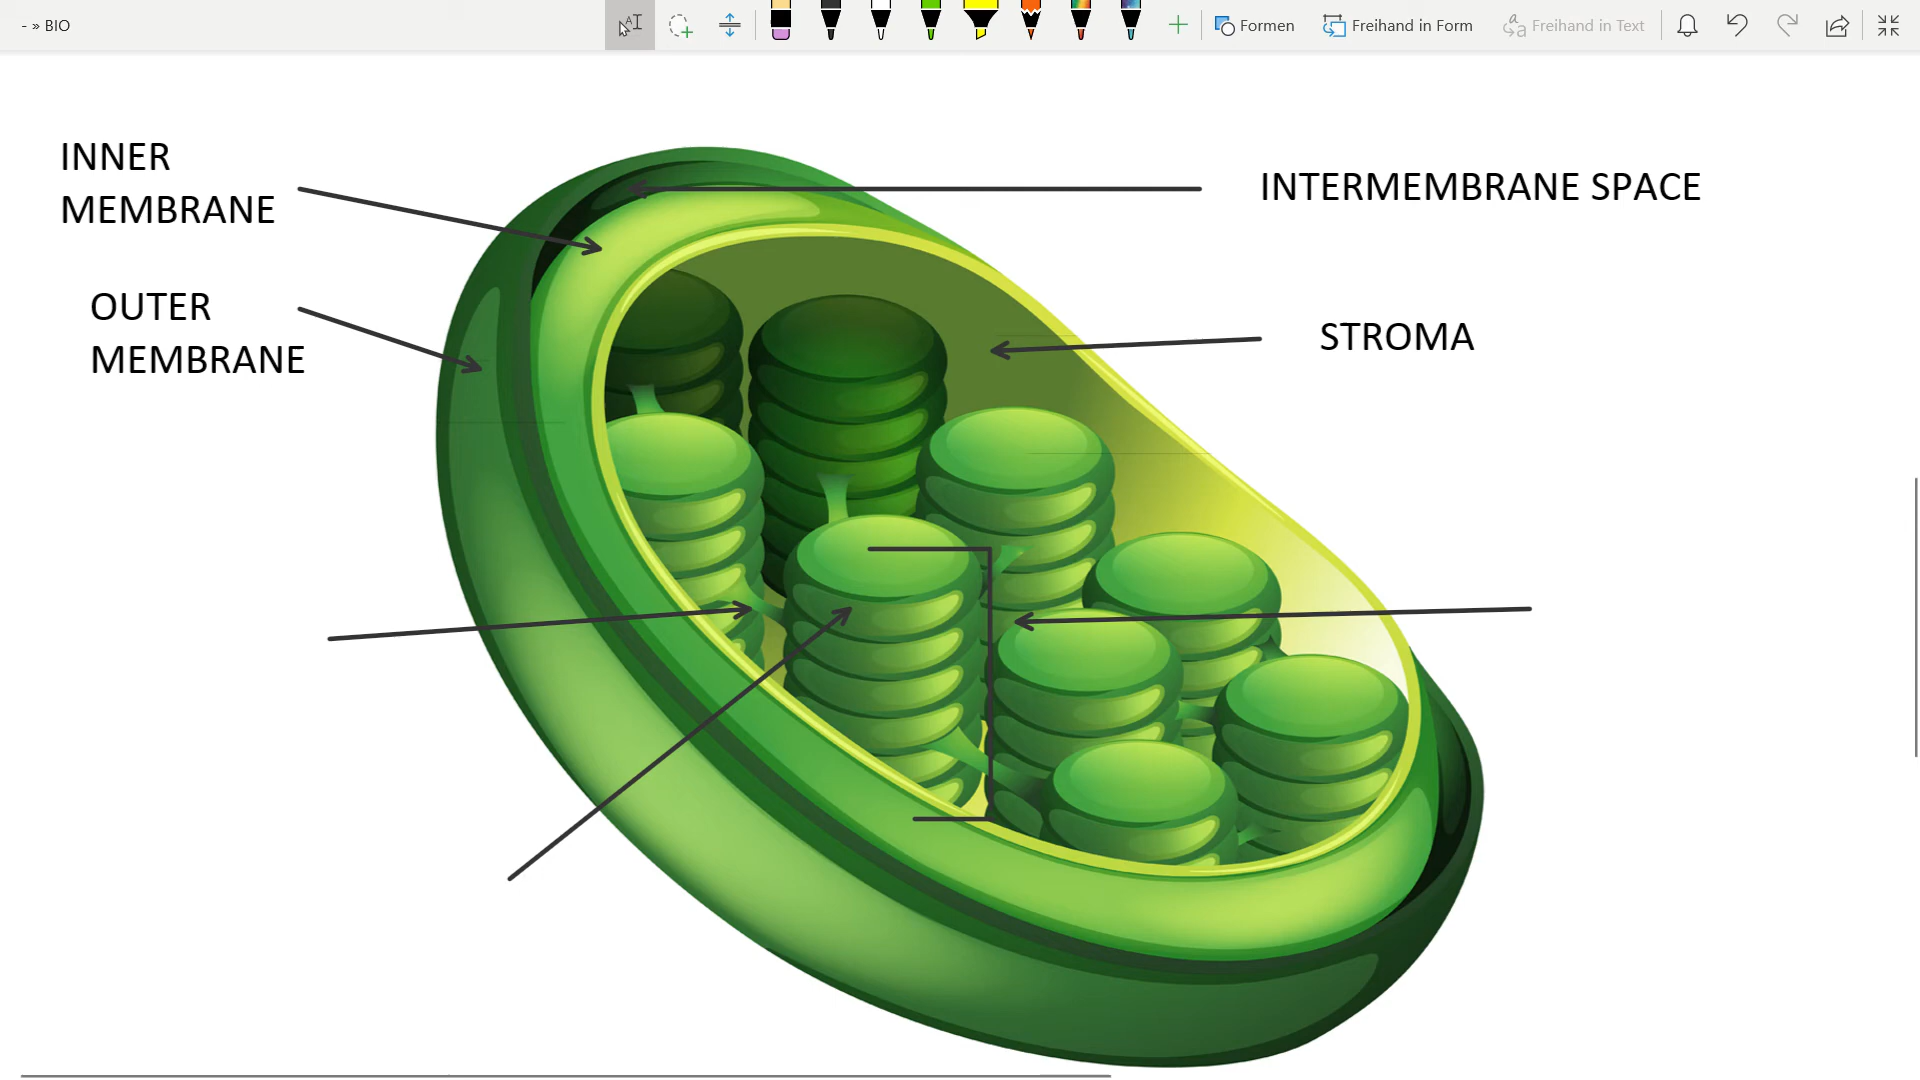 - » BIO
Formen
Freihand in Form
Freihand in Text
INNER
MEMBRANE
INTERMEMBRANE SPACE
OUTER
MEMBRANE
STROMA